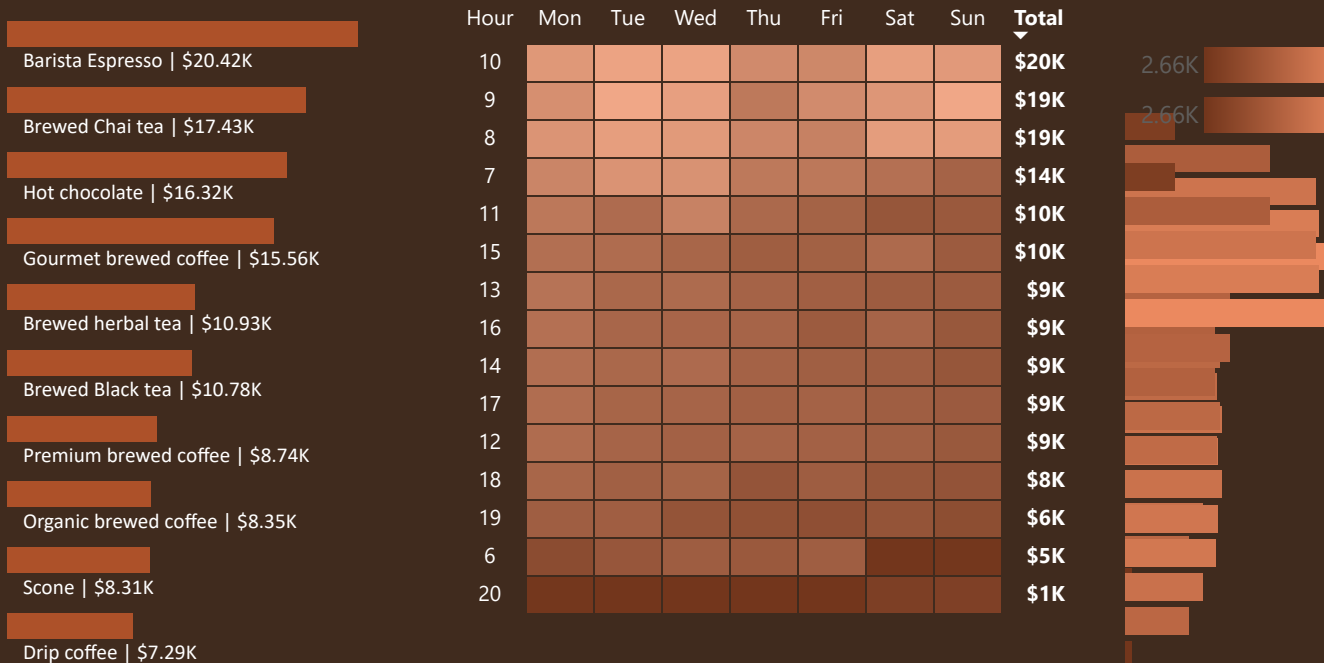 Barista Espresso | $20.42K
Brewed Chai tea | $17.43K
Hot chocolate | $16.32K
Gourmet brewed coffee | $15.56K
Brewed herbal tea | $10.93K
Brewed Black tea | $10.78K
Premium brewed coffee | $8.74K
Organic brewed coffee | $8.35K
Scone | $8.31K
Drip coffee | $7.29K
Hour Mon Tue Wed Thu Fri Sat Sun Total
10 $20K
9 $19K
8 $19K
7 $14K
11 $10K
15 $10K
13 $9K
16 $9K
14 $9K
17 $9K
12 $9K
18 $8K
19 $6K
6 $5K
20 $1K
2.66K
2.66K